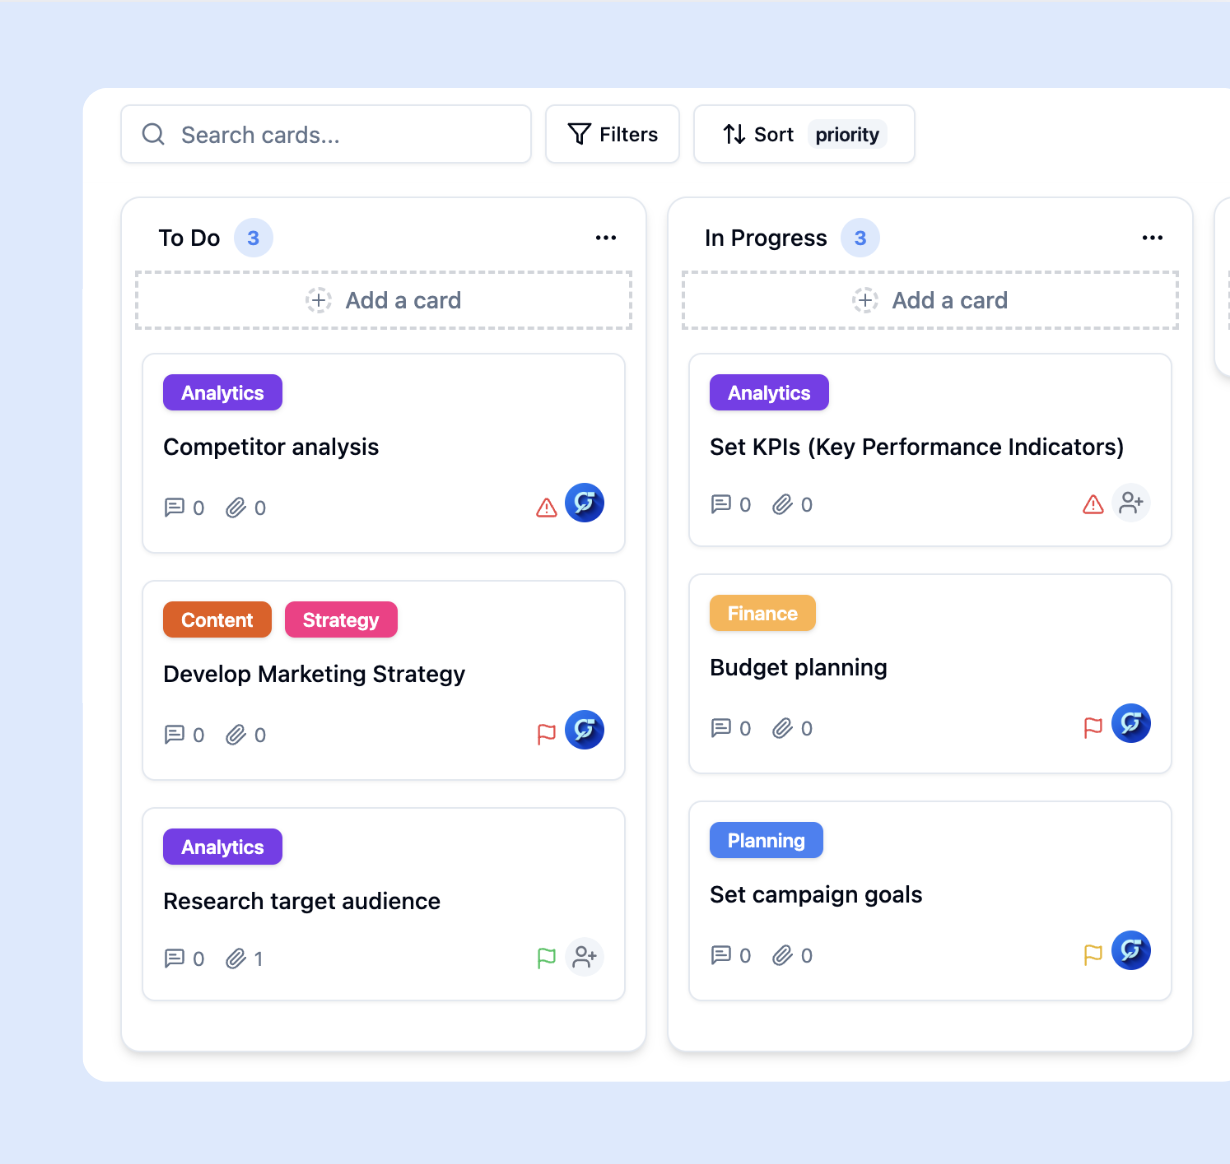 Search cards...
Filters
Sort priority
To Do 3
Add a card
Analytics
Competitor analysis
0 0
Content Strategy
Develop Marketing Strategy
0 0
Analytics
Research target audience
0 1
In Progress 3
Add a card
Analytics
Set KPIs (Key Performance Indicators)
0 0
Finance
Budget planning
0 0
Planning
Set campaign goals
0 0